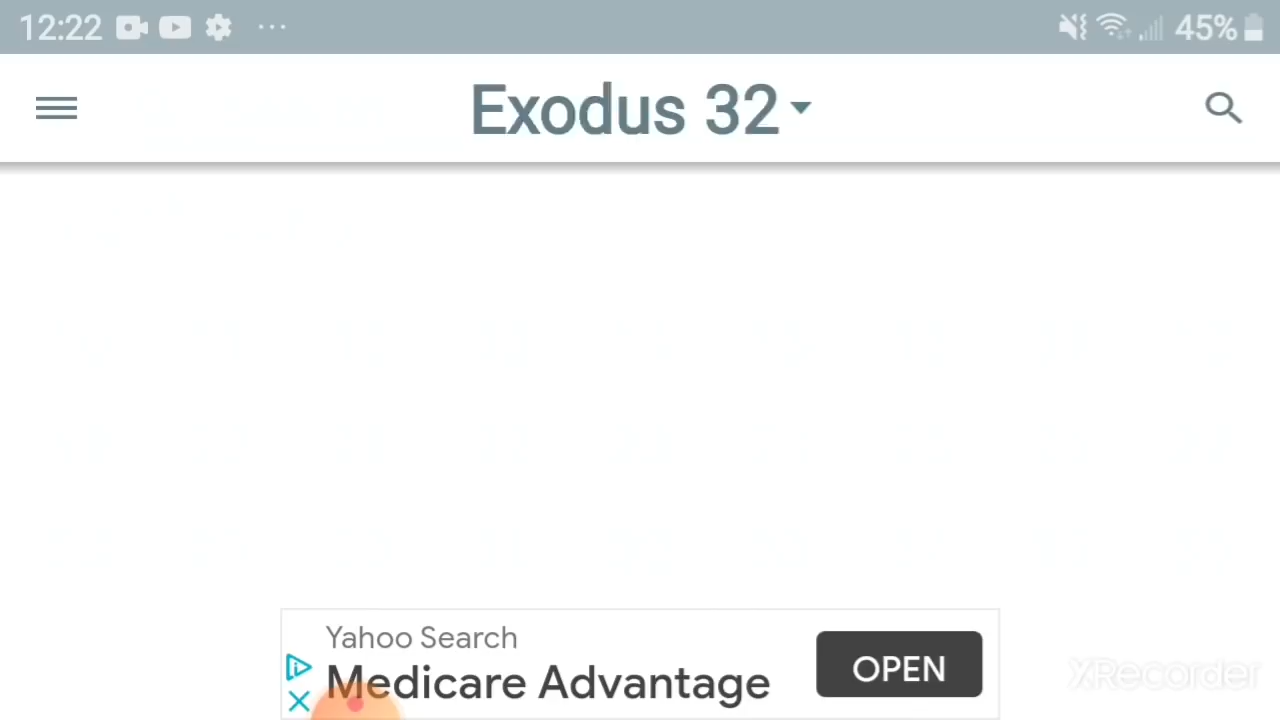 12:22 45%
Exodus 32
Yahoo Search
Medicare Advantage
OPEN
XRecorder